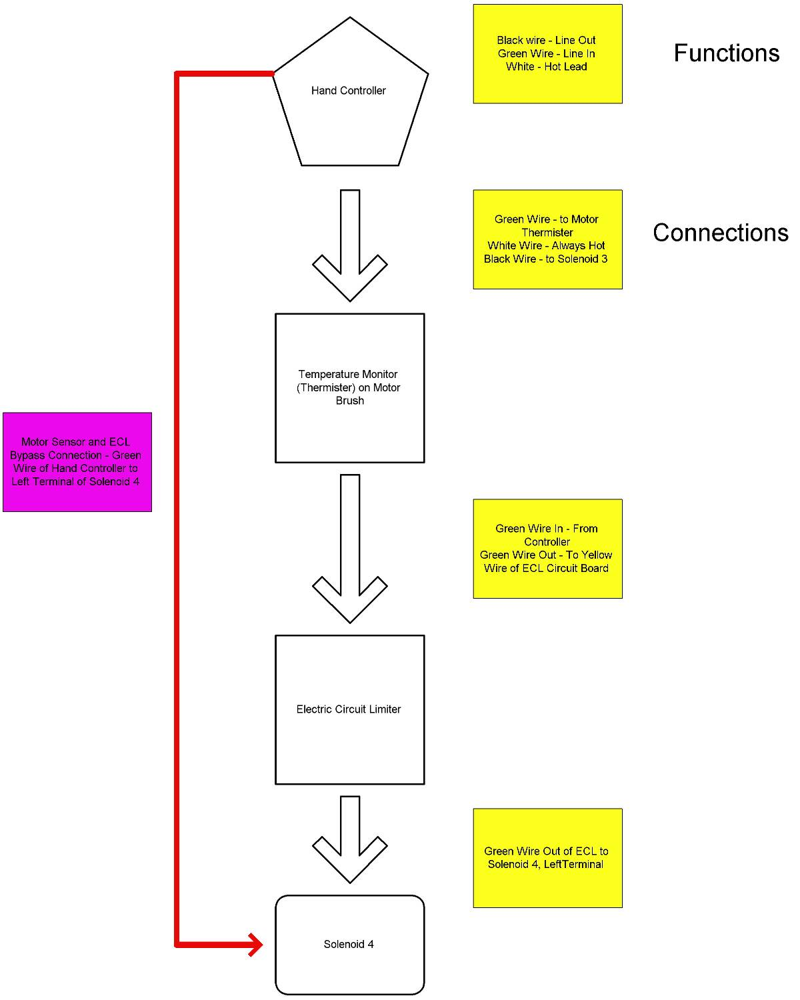 Black wire - Line Out
Green Wire - Line In
White - Hot Lead
Functions
Hand Controller
Green Wire - to Motor
Thermister
White Wire - Always Hot
Black Wire - to Solenoid 3
Connections
Temperature Monitor
(Thermister) on Motor
Brush
Motor Sensor and ECL
Bypass Connection - Green
Wire of Hand Controller to
Left Terminal of Solenoid 4
Green Wire In - From
Controller
Green Wire Out - To Yellow
Wire of ECL Circuit Board
Electric Circuit Limiter
Green Wire Out of ECL to
Solenoid 4, LeftTerminal
Solenoid 4